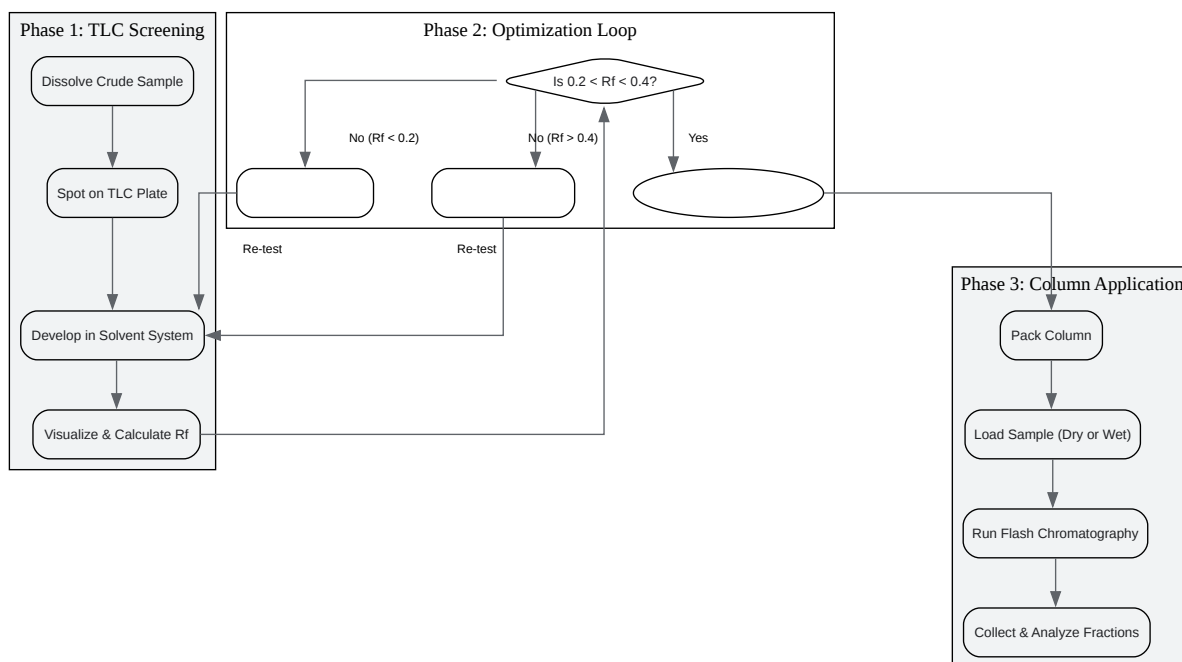 Phase 1: TLC Screening
Dissolve Crude Sample
Spot on TLC Plate
Develop in Solvent System
Visualize & Calculate Rf
Phase 2: Optimization Loop
Is 0.2 < Rf < 0.4?
No (Rf < 0.2)
No (Rf > 0.4)
Yes
Re-test
Re-test
Phase 3: Column Application
Pack Column
Load Sample (Dry or Wet)
Run Flash Chromatography
Collect & Analyze Fractions